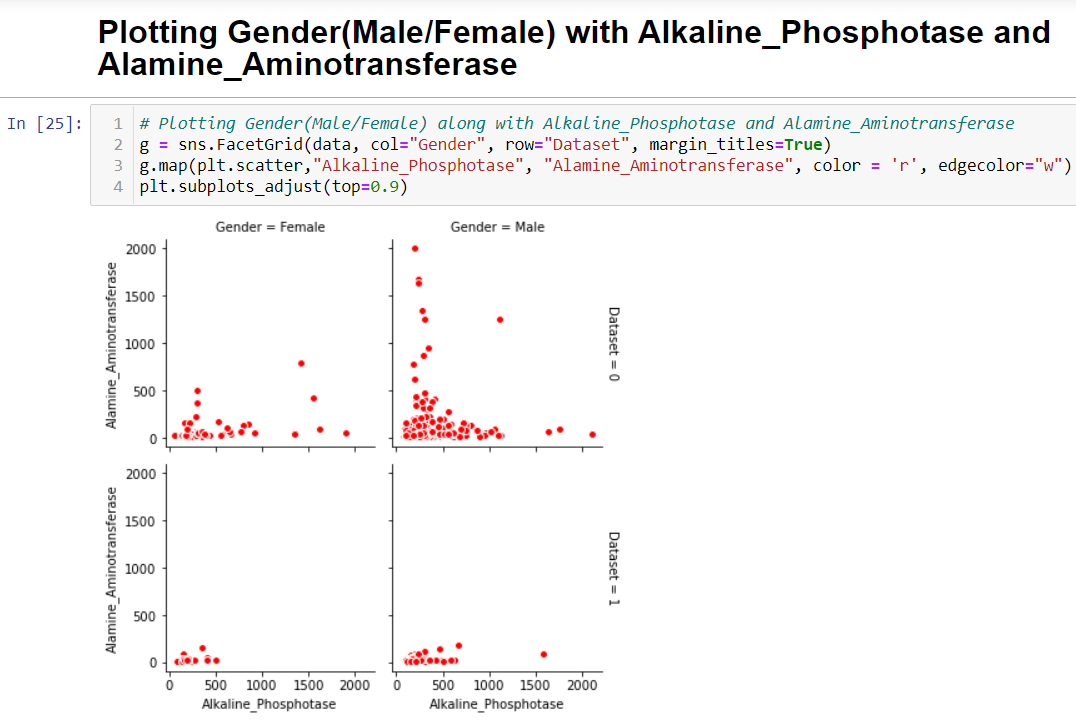 Plotting Gender(Male/Female) with Alkaline_Phosphotase and
Alamine_Aminotransferase
In [25]:
1 # Plotting Gender(Male/Female) along with Alkaline_Phosphotase and Alamine_Aminotransferase
2 g = sns.FacetGrid(data, col="Gender", row="Dataset", margin_titles=True)
3 g.map(plt.scatter,"Alkaline_Phosphotase", "Alamine_Aminotransferase", color = 'r', edgecolor="w")
4 plt.subplots_adjust(top=0.9)
Gender = Female
Gender = Male
Alamine_Aminotransferase
2000
1500
1000
500
0
Dataset = 0
Alamine_Aminotransferase
2000
1500
1000
500
0
Dataset = 1
0 500 1000 1500 2000
0 500 1000 1500 2000
Alkaline_Phosphotase
Alkaline_Phosphotase